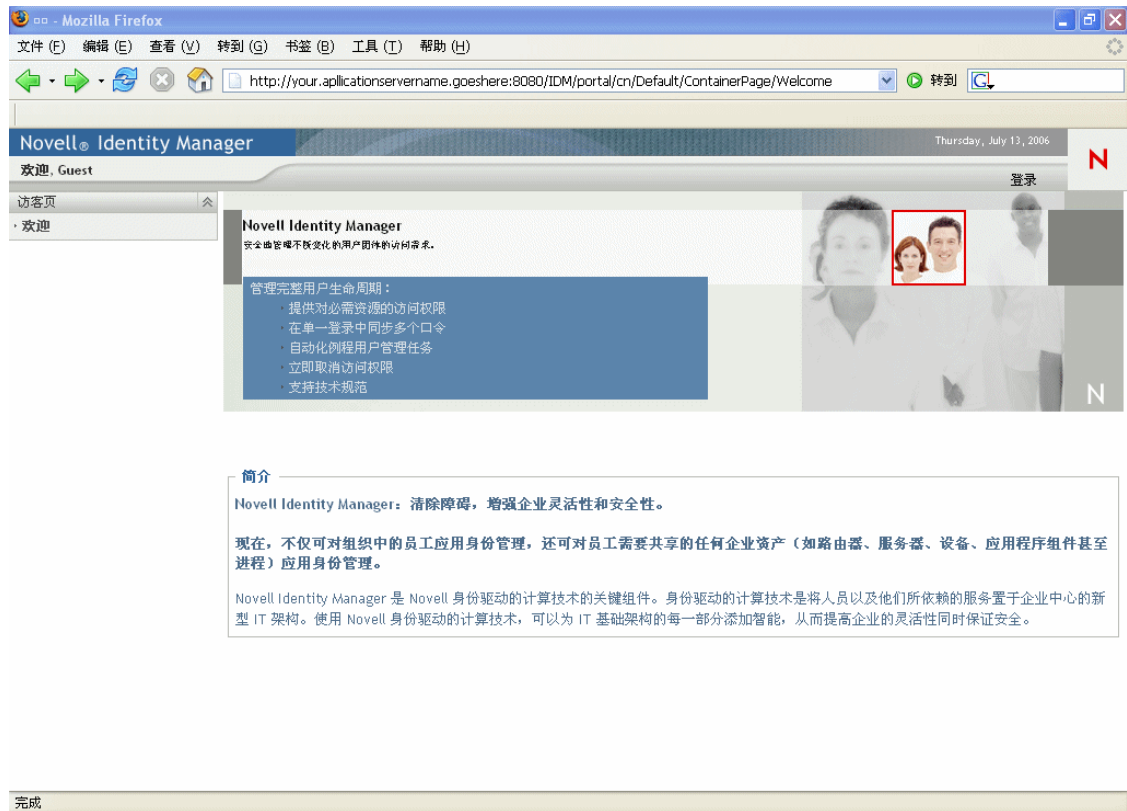 □□ - Mozilla Firefox
文件 (F) 编辑 (E) 查看 (V) 转到 (G) 书签 (B) 工具 (T) 帮助 (H)
http://your.apllicationservername.goeshere:8080/IDM/portal/cn/Default/ContainerPage/Welcome
转到
G
Novell® Identity Manager
Thursday, July 13, 2006
N
欢迎, Guest
登录
访客页
· 欢迎
Novell Identity Manager
安全地管理不断变化的用户团体的访问需求。
管理完整用户生命周期：
· 提供对必需资源的访问权限
· 在单一登录中同步多个口令
· 自动化例程用户管理任务
· 立即取消访问权限
· 支持技术规范
N
简介
Novell Identity Manager：清除障碍，增强企业灵活性和安全性。
现在，不仅可对组织中的员工应用身份管理，还可对员工需要共享的任何企业资产（如路由器、服务器、设备、应用程序组件甚至
进程）应用身份管理。
Novell Identity Manager 是 Novell 身份驱动的计算技术的关键组件。身份驱动的计算技术是将人员以及他们所依赖的服务置于企业中心的新
型 IT 架构。使用 Novell 身份驱动的计算技术，可以为 IT 基础架构的每一部分添加智能，从而提高企业的灵活性同时保证安全。
完成